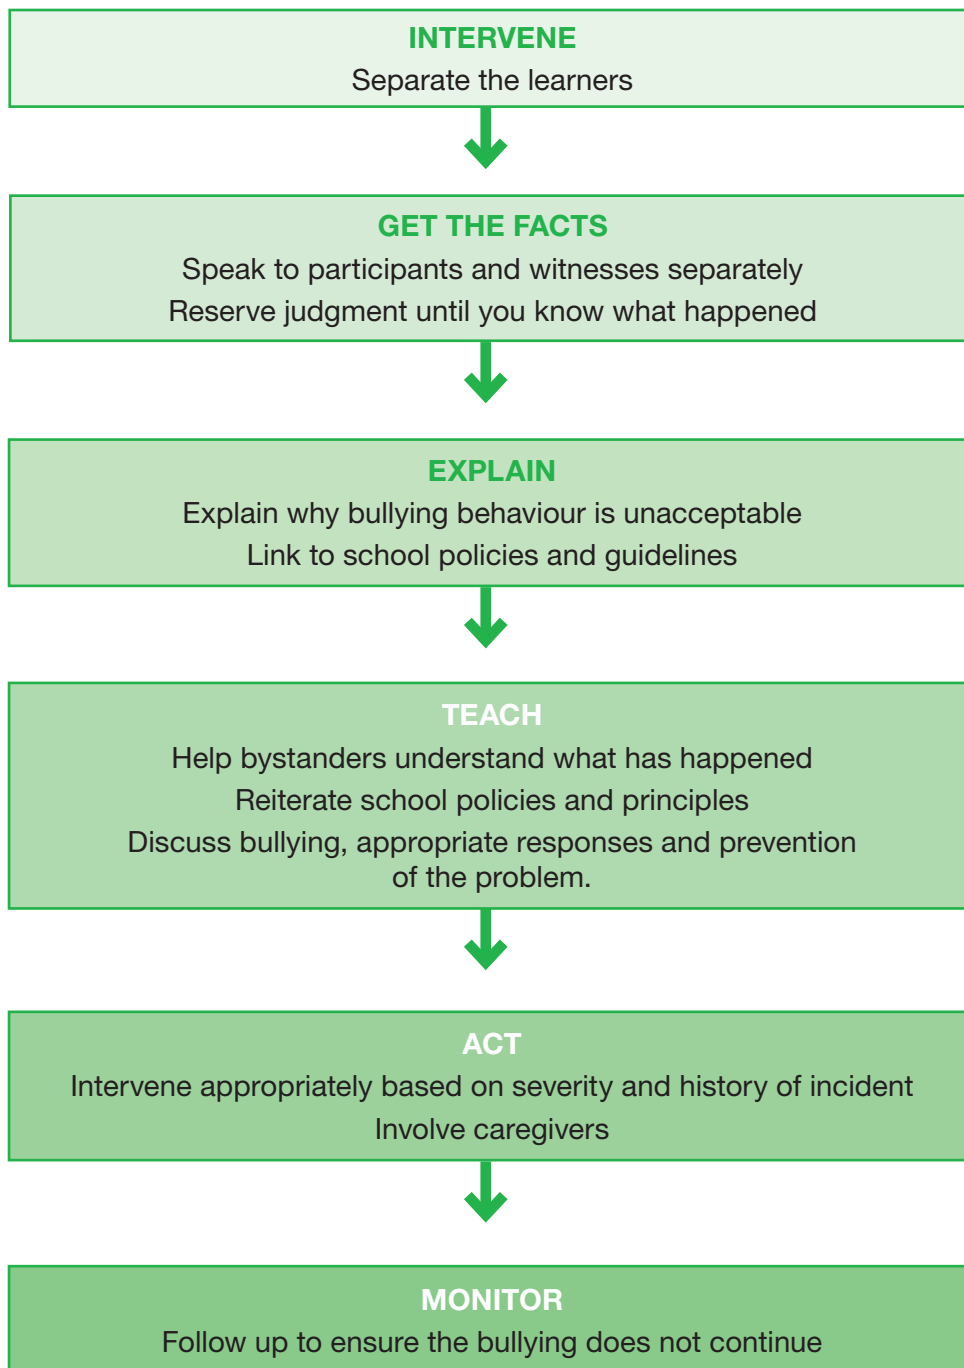 INTERVENE
Separate the learners
GET THE FACTS
Speak to participants and witnesses separately
Reserve judgment until you know what happened
EXPLAIN
Explain why bullying behaviour is unacceptable
Link to school policies and guidelines
TEACH
Help bystanders understand what has happened
Reiterate school policies and principles
Discuss bullying, appropriate responses and prevention
of the problem.
ACT
Intervene appropriately based on severity and history of incident
Involve caregivers
MONITOR
Follow up to ensure the bullying does not continue